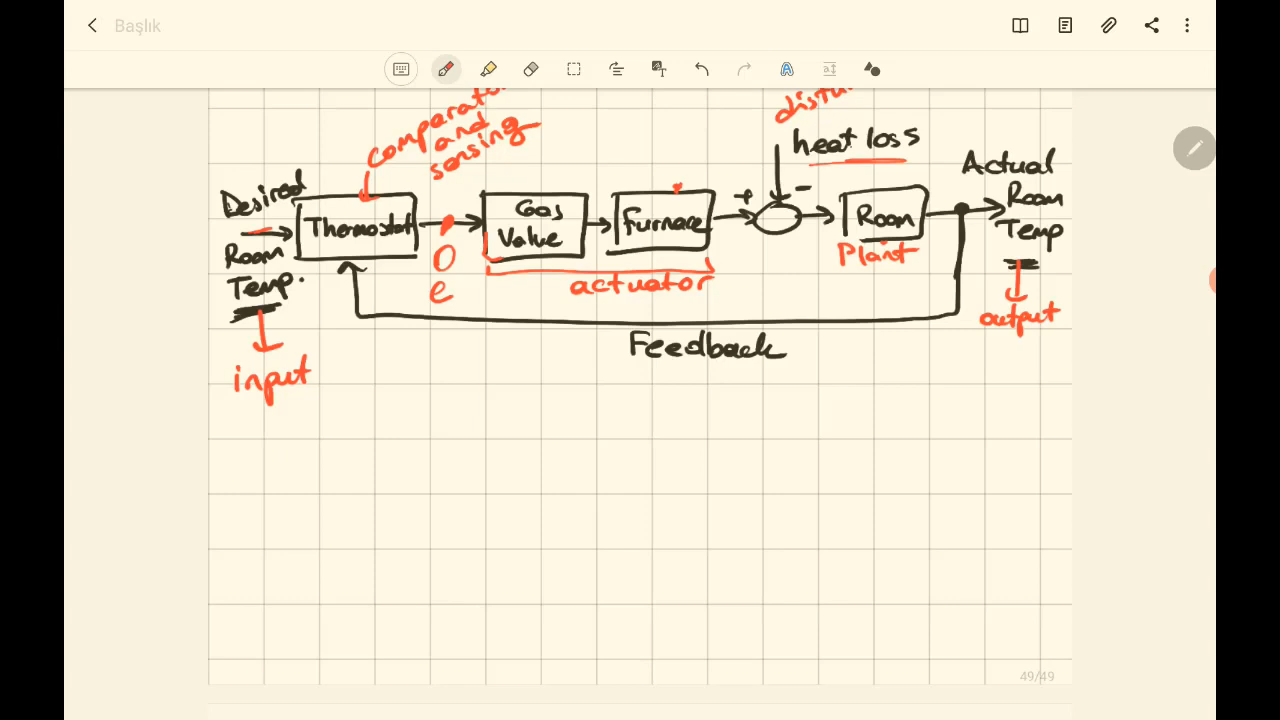 Başlık
comparato
and
sensing
distu
heat loss
Desired
Room
Temp.
input
Thermostat
0
e
Gas
Value
Furnace
actuator
+
-
Room
Plant
Actual
Room
Temp
output
Feedback
49/49